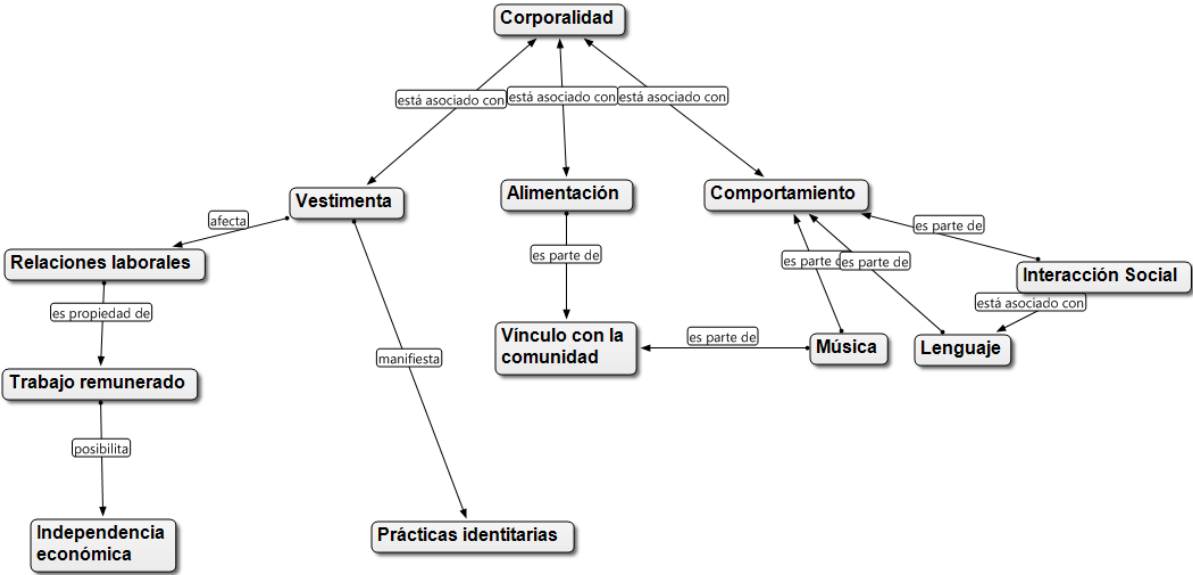 Corporalidad
está asociado con
está asociado con
está asociado con
Vestimenta
Alimentación
Comportamiento
afecta
es parte de
Relaciones laborales
es parte de
es parte de
es parte de
Interacción Social
es propiedad de
está asociado con
Vínculo con la
comunidad
es parte de
Música
Lenguaje
manifiesta
Trabajo remunerado
posibilita
Independencia
económica
Prácticas identitarias